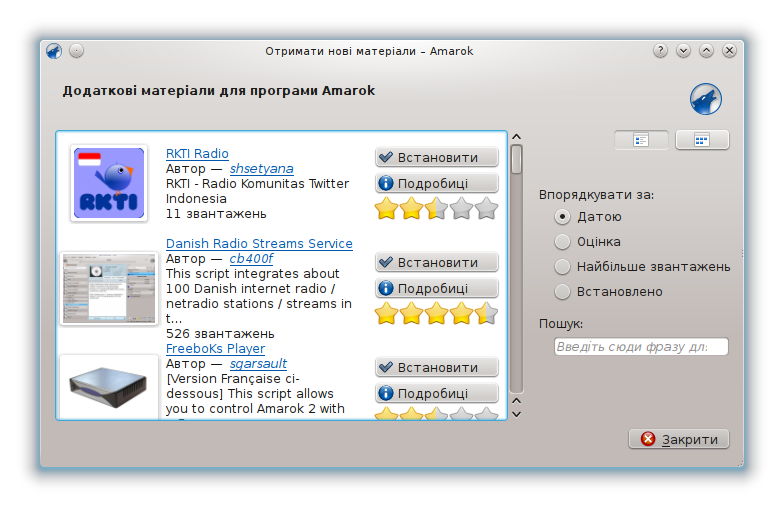 Отримати нові матеріали – Amarok
Додаткові матеріали для програми Amarok
RKTI
RKTI Radio
Автор — shsetyana
RKTI - Radio Komunitas Twitter
Indonesia
11 звантажень
Встановити
Подробиці
Danish Radio Streams Service
Автор — cb400f
This script integrates about
100 Danish internet radio /
netradio stations / streams in
t...
526 звантажень
Встановити
Подробиці
FreeboKs Player
Автор — sgarsault
[Version Française ci-
dessous] This script allows
you to control Amarok 2 with
Встановити
Подробиці
Впорядкувати за:
Датою
Оцінка
Найбільше звантажень
Встановлено
Пошук:
Введіть сюди фразу дл
Закрити